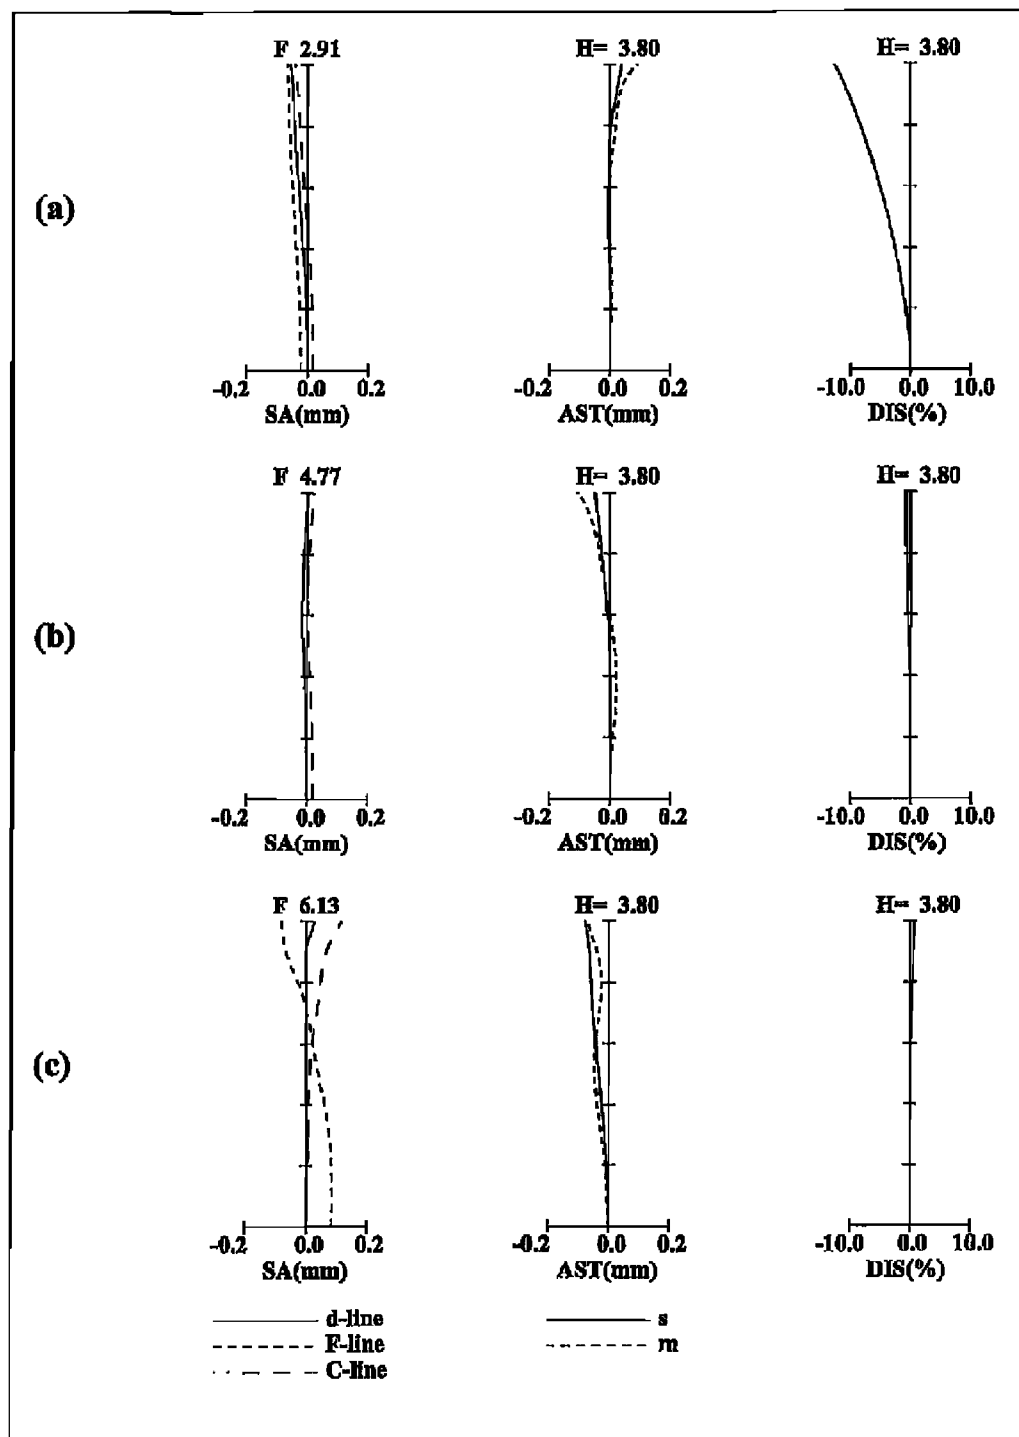 F 2.91 H= 3.80 H= 3.80
(a)
-0.2 0.0 0.2 -0.2 0.0 0.2 -10.0 0.0 10.0
SA(mm) AST(mm) DIS(%)
F 4.77 H= 3.80 H= 3.80
(b)
-0.2 0.0 0.2 -0.2 0.0 0.2 -10.0 0.0 10.0
SA(mm) AST(mm) DIS(%)
F 6.13 H= 3.80 H= 3.80
(c)
-0.2 0.0 0.2 -0.2 0.0 0.2 -10.0 0.0 10.0
SA(mm) AST(mm) DIS(%)
d-line s
F-line m
C-line